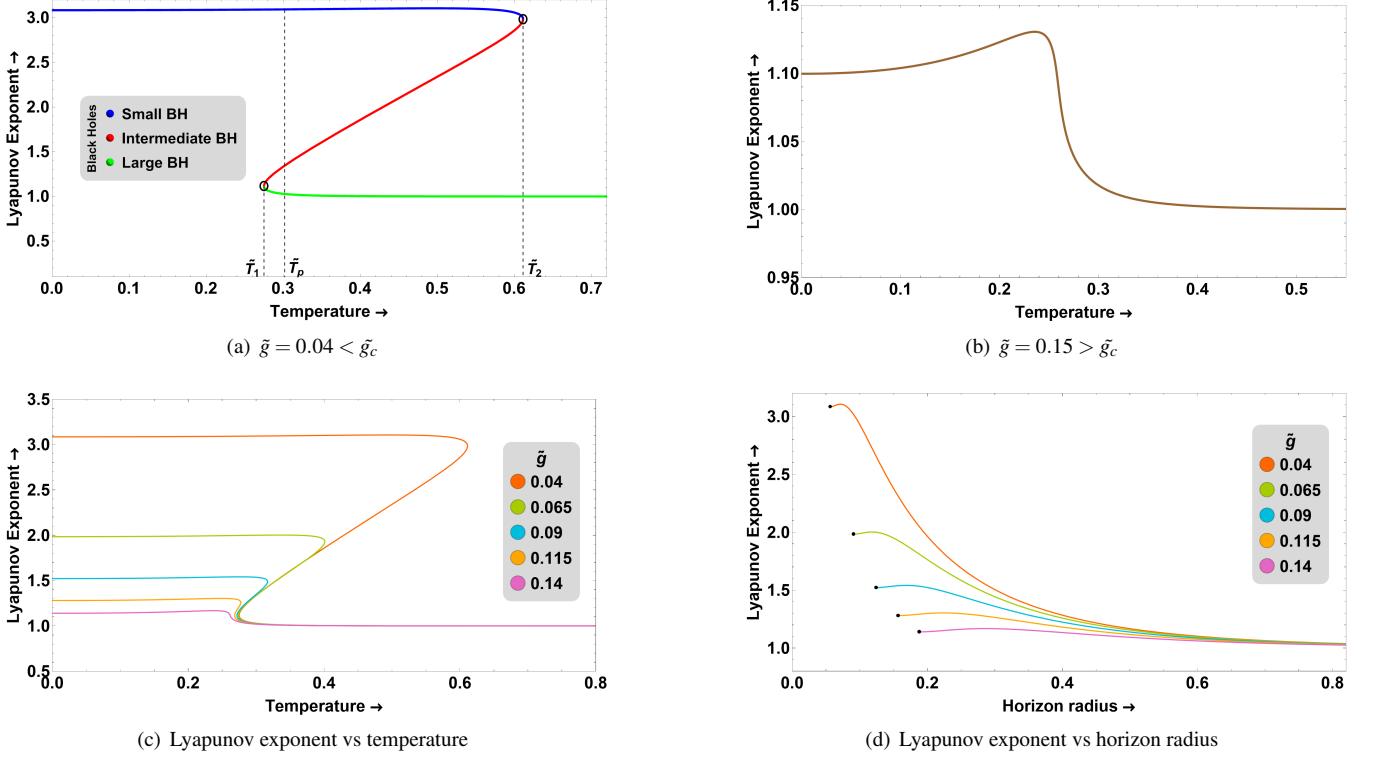 3.0
2.5
2.0
1.5
1.0
0.5
Lyapunov Exponent →
Black Holes
Small BH
Intermediate BH
Large BH
T̃₁ T̃ₚ T̃₂
0.0 0.1 0.2 0.3 0.4 0.5 0.6 0.7
Temperature →
(a) g̃ = 0.04 < g̃c
1.15
1.10
1.05
1.00
0.95
Lyapunov Exponent →
0.0 0.1 0.2 0.3 0.4 0.5
Temperature →
(b) g̃ = 0.15 > g̃c
3.5
3.0
2.5
2.0
1.5
1.0
0.5
Lyapunov Exponent →
g̃
0.04
0.065
0.09
0.115
0.14
0.0 0.2 0.4 0.6 0.8
Temperature →
(c) Lyapunov exponent vs temperature
3.0
2.5
2.0
1.5
1.0
Lyapunov Exponent →
g̃
0.04
0.065
0.09
0.115
0.14
0.0 0.2 0.4 0.6 0.8
Horizon radius →
(d) Lyapunov exponent vs horizon radius